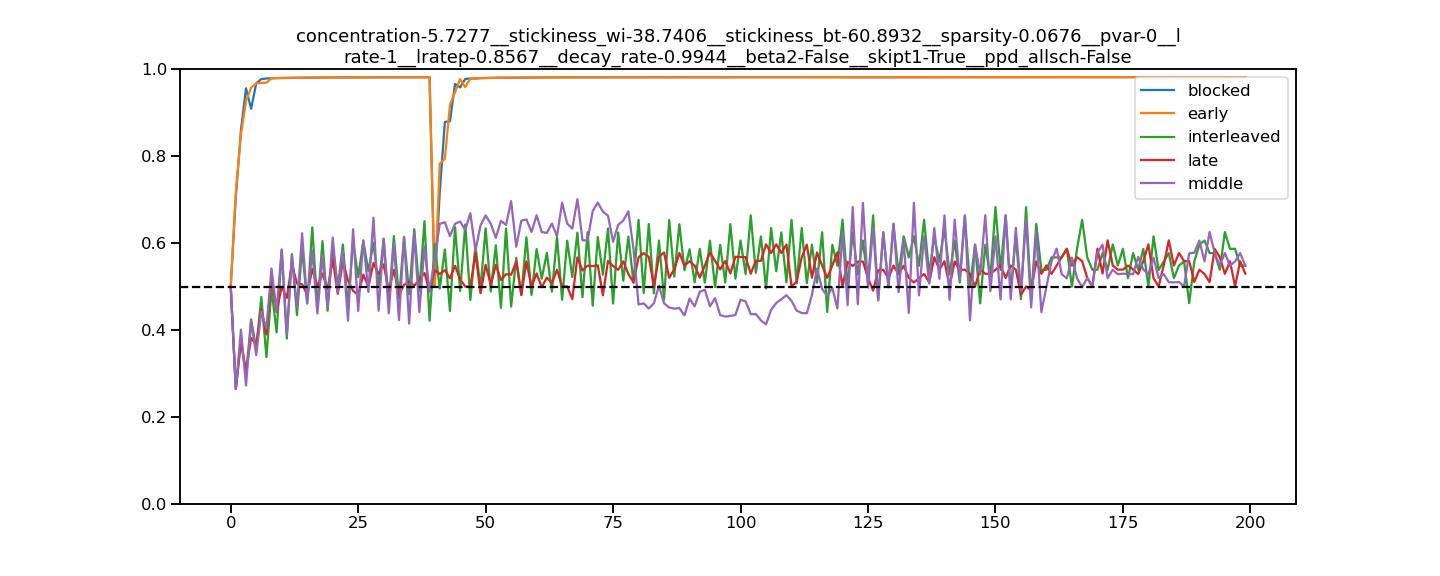 concentration-5.7277__stickiness_wi-38.7406__stickiness_bt-60.8932__sparsity-0.0676__pvar-0__l
rate-1__lratep-0.8567__decay_rate-0.9944__beta2-False__skipt1-True__ppd_allsch-False
1.0
0.8
0.6
0.4
0.2
0.0
blocked
early
interleaved
late
middle
0 25 50 75 100 125 150 175 200